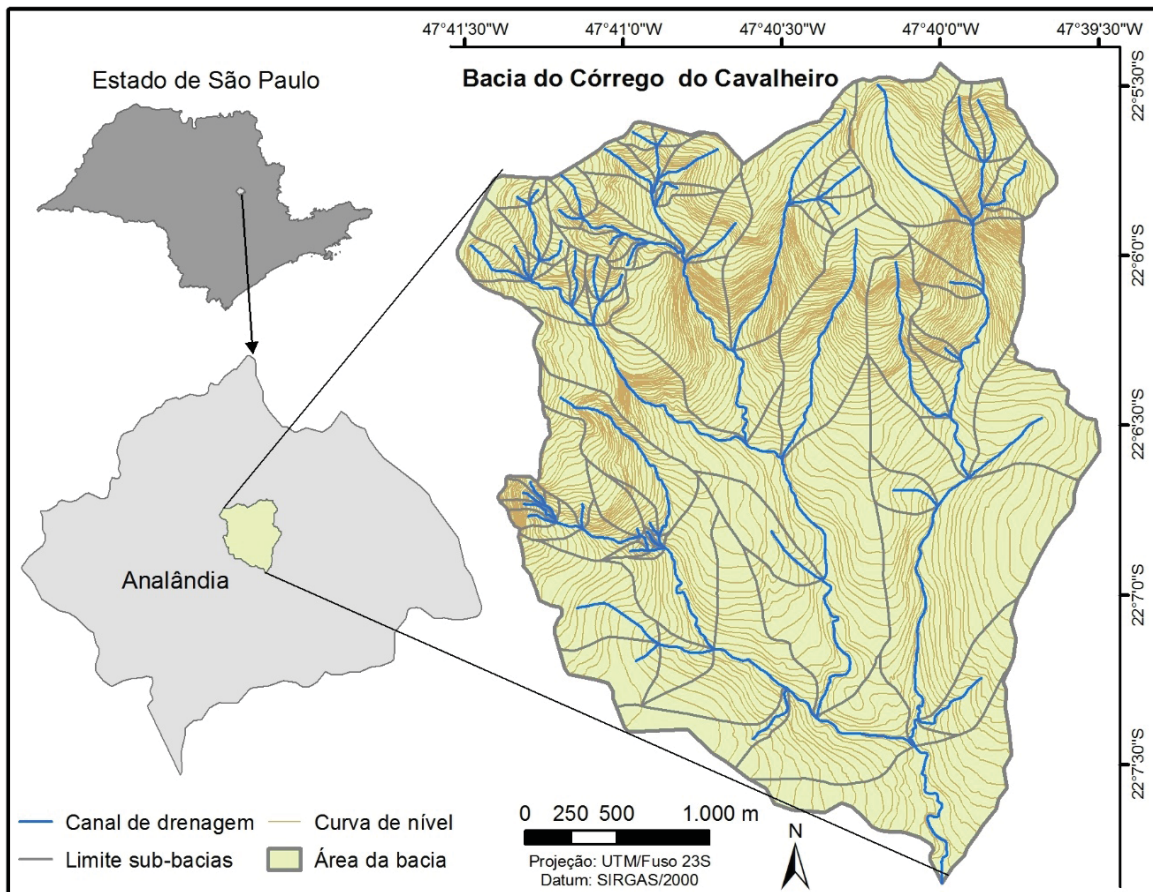 47°41'30"W
47°41'0"W
47°40'30"W
47°40'0"W
47°39'30"W
Estado de São Paulo
Bacia do Córrego do Cavalheiro
22°5'30"S
22°6'0"S
22°6'30"S
22°7'0"S
22°7'30"S
Analândia
Canal de drenagem
Curva de nível
Limite sub-bacias
Área da bacia
0 250 500 1.000 m
Projeção: UTM/Fuso 23S
Datum: SIRGAS/2000
N